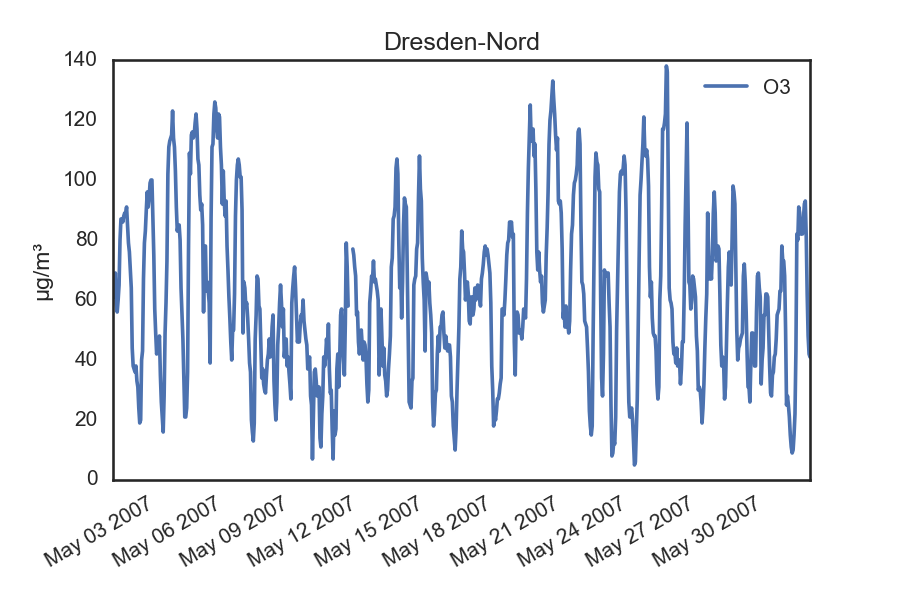 Dresden-Nord
140
120
100
80
60
40
20
0
µg/m³
O3
May 03 2007
May 06 2007
May 09 2007
May 12 2007
May 15 2007
May 18 2007
May 21 2007
May 24 2007
May 27 2007
May 30 2007